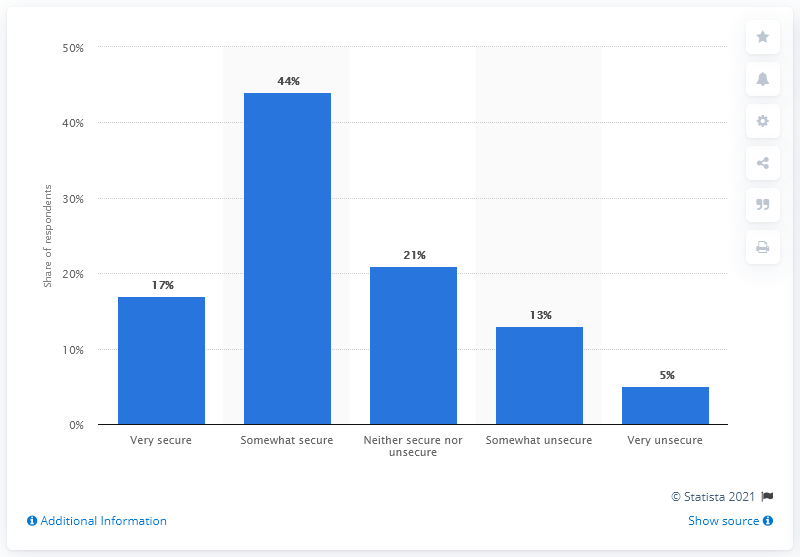 50%
44%
40%
30%
Share of respondents
21%
20%
17%
13%
10%
5%
0%
Very secure
Somewhat secure
Neither secure nor
unsecure
Somewhat unsecure
Very unsecure
© Statista 2021
Additional Information
Show source